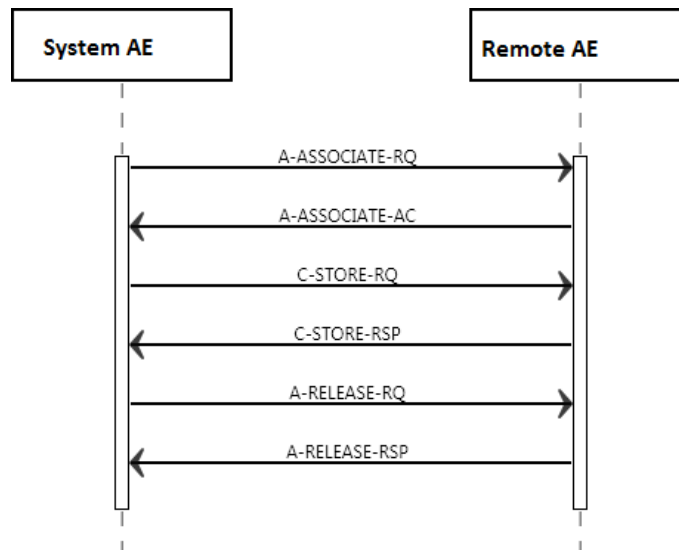 System AE
Remote AE
A-ASSOCIATE-RQ
A-ASSOCIATE-AC
C-STORE-RQ
C-STORE-RSP
A-RELEASE-RQ
A-RELEASE-RSP